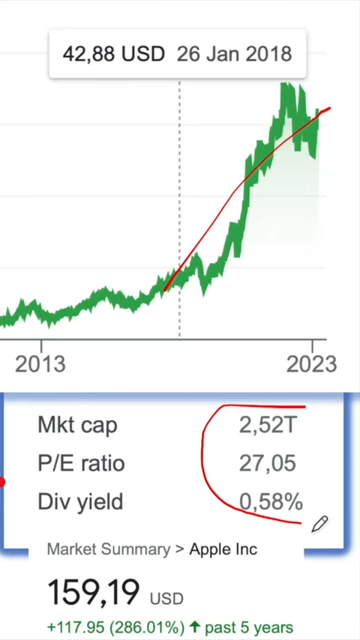 42,88 USD 26 Jan 2018
2013 2023
Mkt cap 2,52T
P/E ratio 27,05
Div yield 0,58%
Market Summary > Apple Inc
159,19 USD
+117.95 (286.01%) ↑ past 5 years